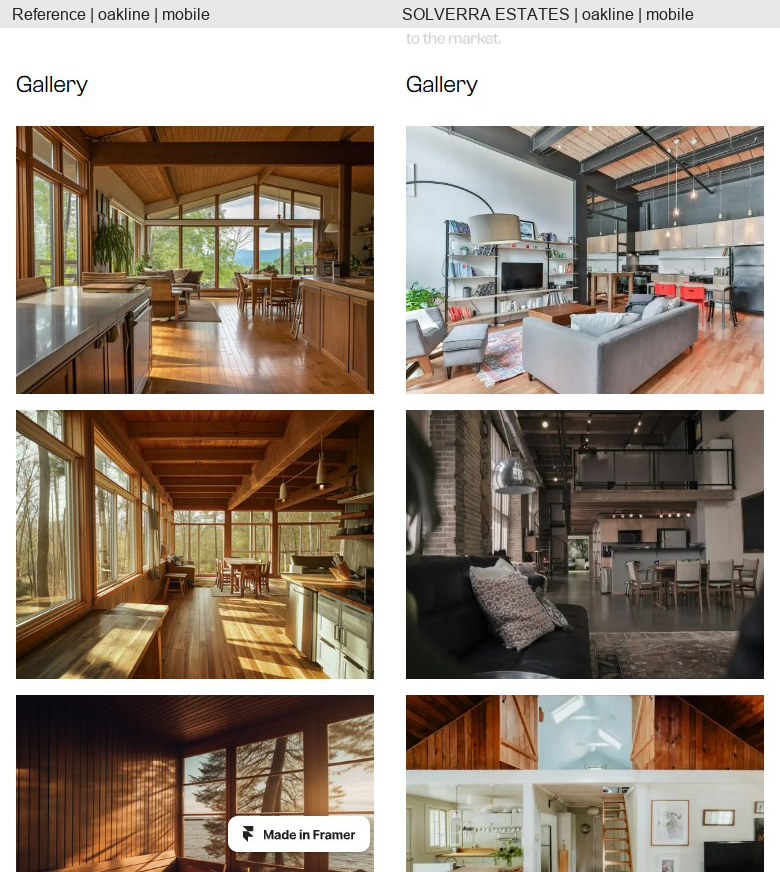 Reference | oakline | mobile
SOLVERRA ESTATES | oakline | mobile
to the market.
Gallery
Gallery
Made in Framer